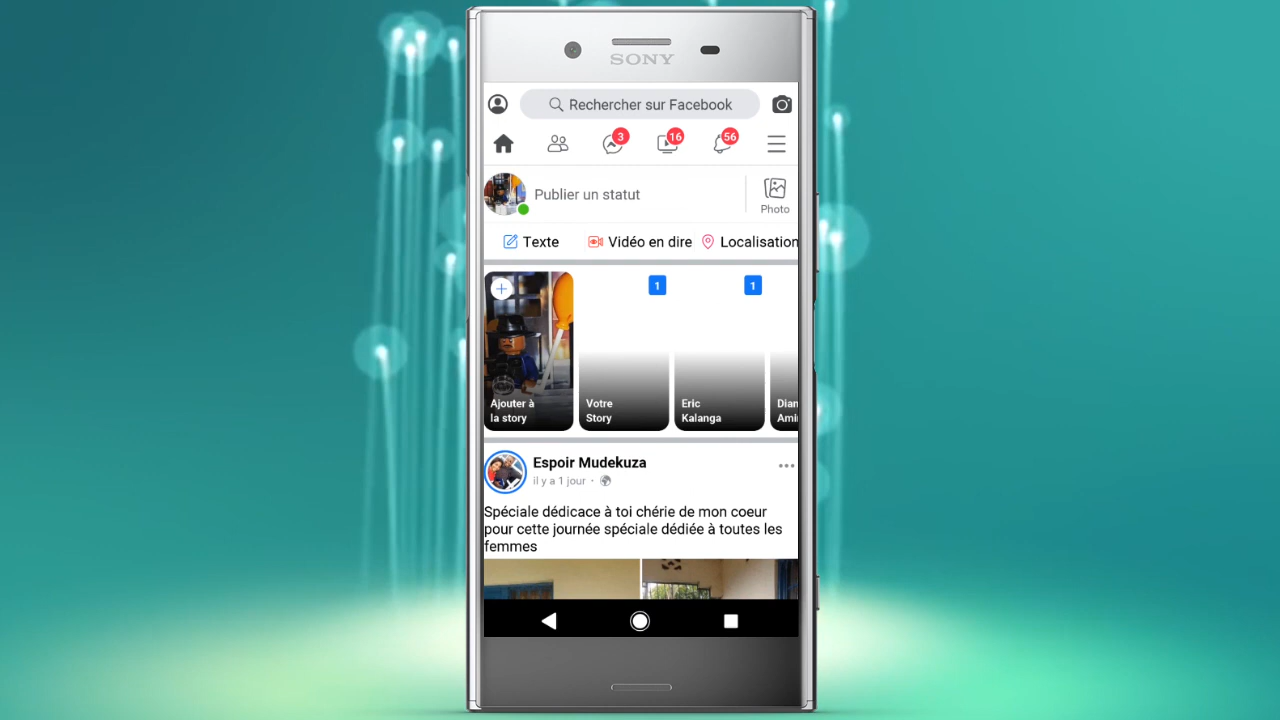 SONY
Rechercher sur Facebook
3
16
56
Publier un statut
Photo
Texte
Vidéo en dire
Localisation
1
1
Ajouter à
la story
Votre
Story
Eric
Kalanga
Dian
Ami
Espoir Mudekuza
il y a 1 jour ·
Spéciale dédicace à toi chérie de mon coeur
pour cette journée spéciale dédiée à toutes les
femmes